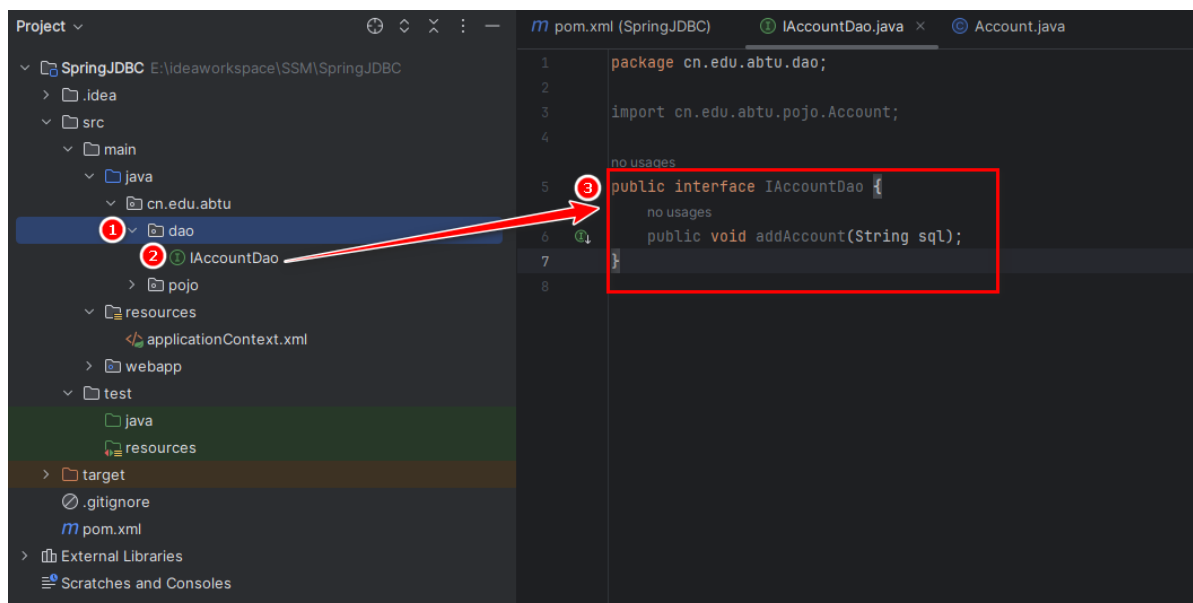 Project
SpringJDBC E:\ideaworkspace\SSM\SpringJDBC
.idea
src
main
java
cn.edu.abtu
1 dao
2 IAccountDao
pojo
resources
applicationContext.xml
webapp
test
java
resources
target
.gitignore
pom.xml
External Libraries
Scratches and Consoles
pom.xml (SpringJDBC) IAccountDao.java × Account.java
1 package cn.edu.abtu.dao;
2
3 import cn.edu.abtu.pojo.Account;
4
no usages
5 3 public interface IAccountDao {
no usages
6 public void addAccount(String sql);
7 }
8